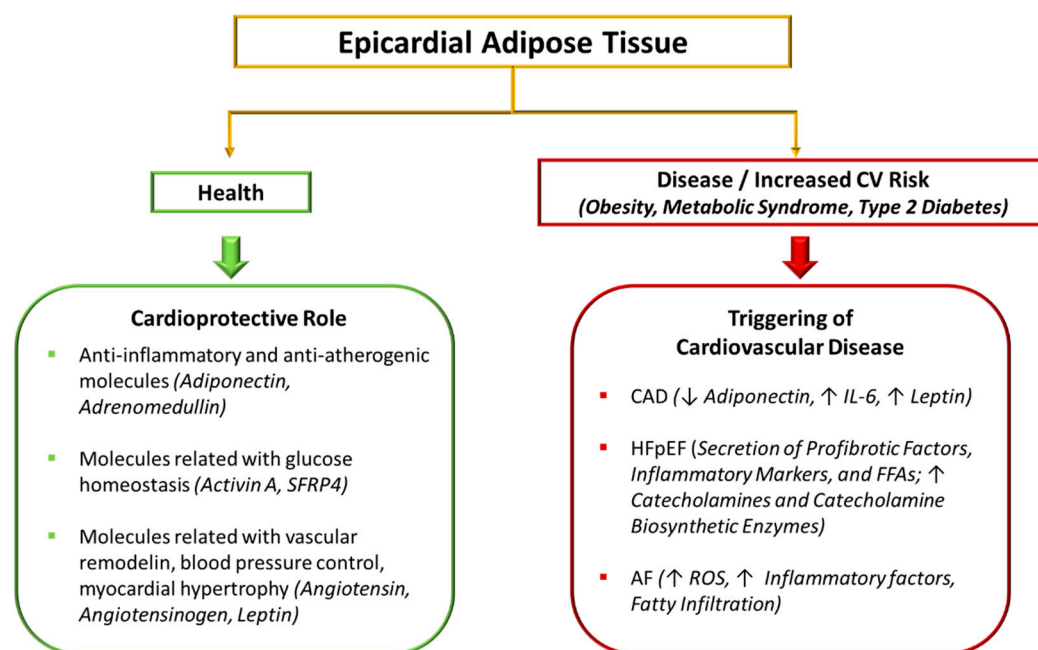 Epicardial Adipose Tissue
Health
Disease / Increased CV Risk
(Obesity, Metabolic Syndrome, Type 2 Diabetes)
Cardioprotective Role
▪ Anti-inflammatory and anti-atherogenic
molecules (Adiponectin,
Adrenomedullin)
▪ Molecules related with glucose
homeostasis (Activin A, SFRP4)
▪ Molecules related with vascular
remodelin, blood pressure control,
myocardial hypertrophy (Angiotensin,
Angiotensinogen, Leptin)
Triggering of
Cardiovascular Disease
▪ CAD (↓ Adiponectin, ↑ IL-6, ↑ Leptin)
▪ HFpEF (Secretion of Profibrotic Factors,
Inflammatory Markers, and FFAs; ↑
Catecholamines and Catecholamine
Biosynthetic Enzymes)
▪ AF (↑ ROS, ↑ Inflammatory factors,
Fatty Infiltration)